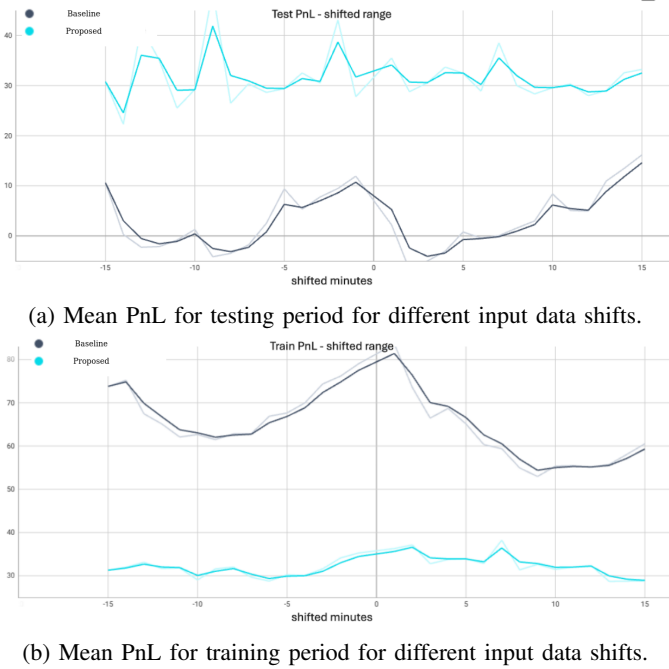 Test PnL - shifted range
Baseline
Proposed
40
30
20
10
0
-15 -10 -5 0 5 10 15
shifted minutes
(a) Mean PnL for testing period for different input data shifts.
Train PnL - shifted range
Baseline
Proposed
80
70
60
50
40
30
-15 -10 -5 0 5 10 15
shifted minutes
(b) Mean PnL for training period for different input data shifts.